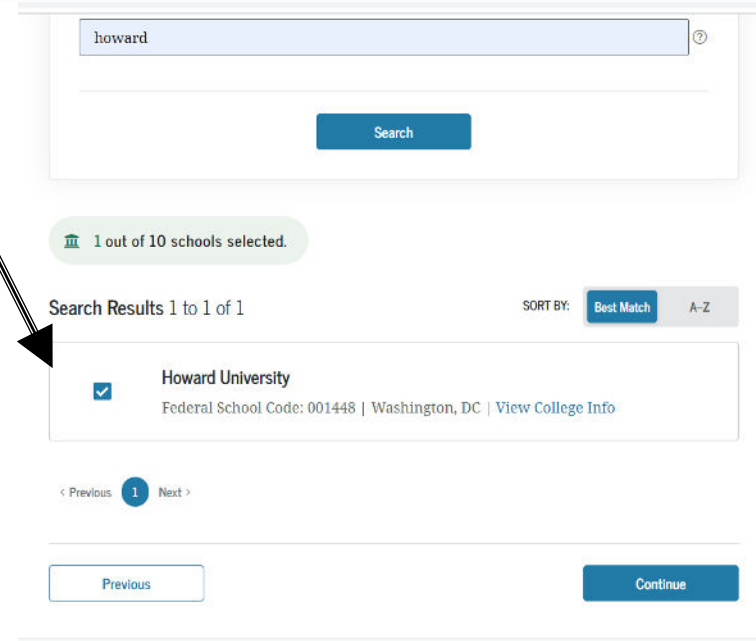 howard
Search
1 out of 10 schools selected.
Search Results 1 to 1 of 1
SORT BY: Best Match A-Z
Howard University
Federal School Code: 001448 | Washington, DC | View College Info
< Previous 1 Next >
Previous
Continue